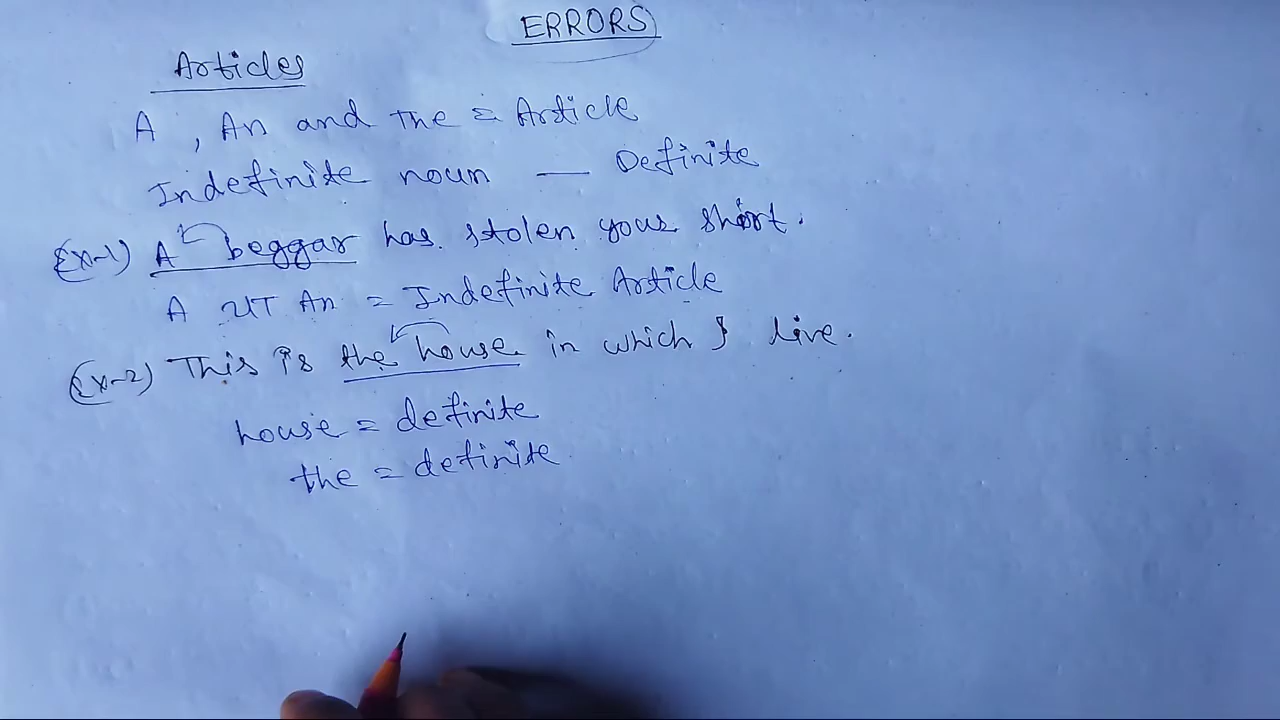 ERRORS
Articles
A , An and The = Article
Indefinite noun — Definite
Ex-1) A beggar has stolen your shirt.
A या An = Indefinite Article
Ex-2) This is the house in which I live.
house = definite
the = definite